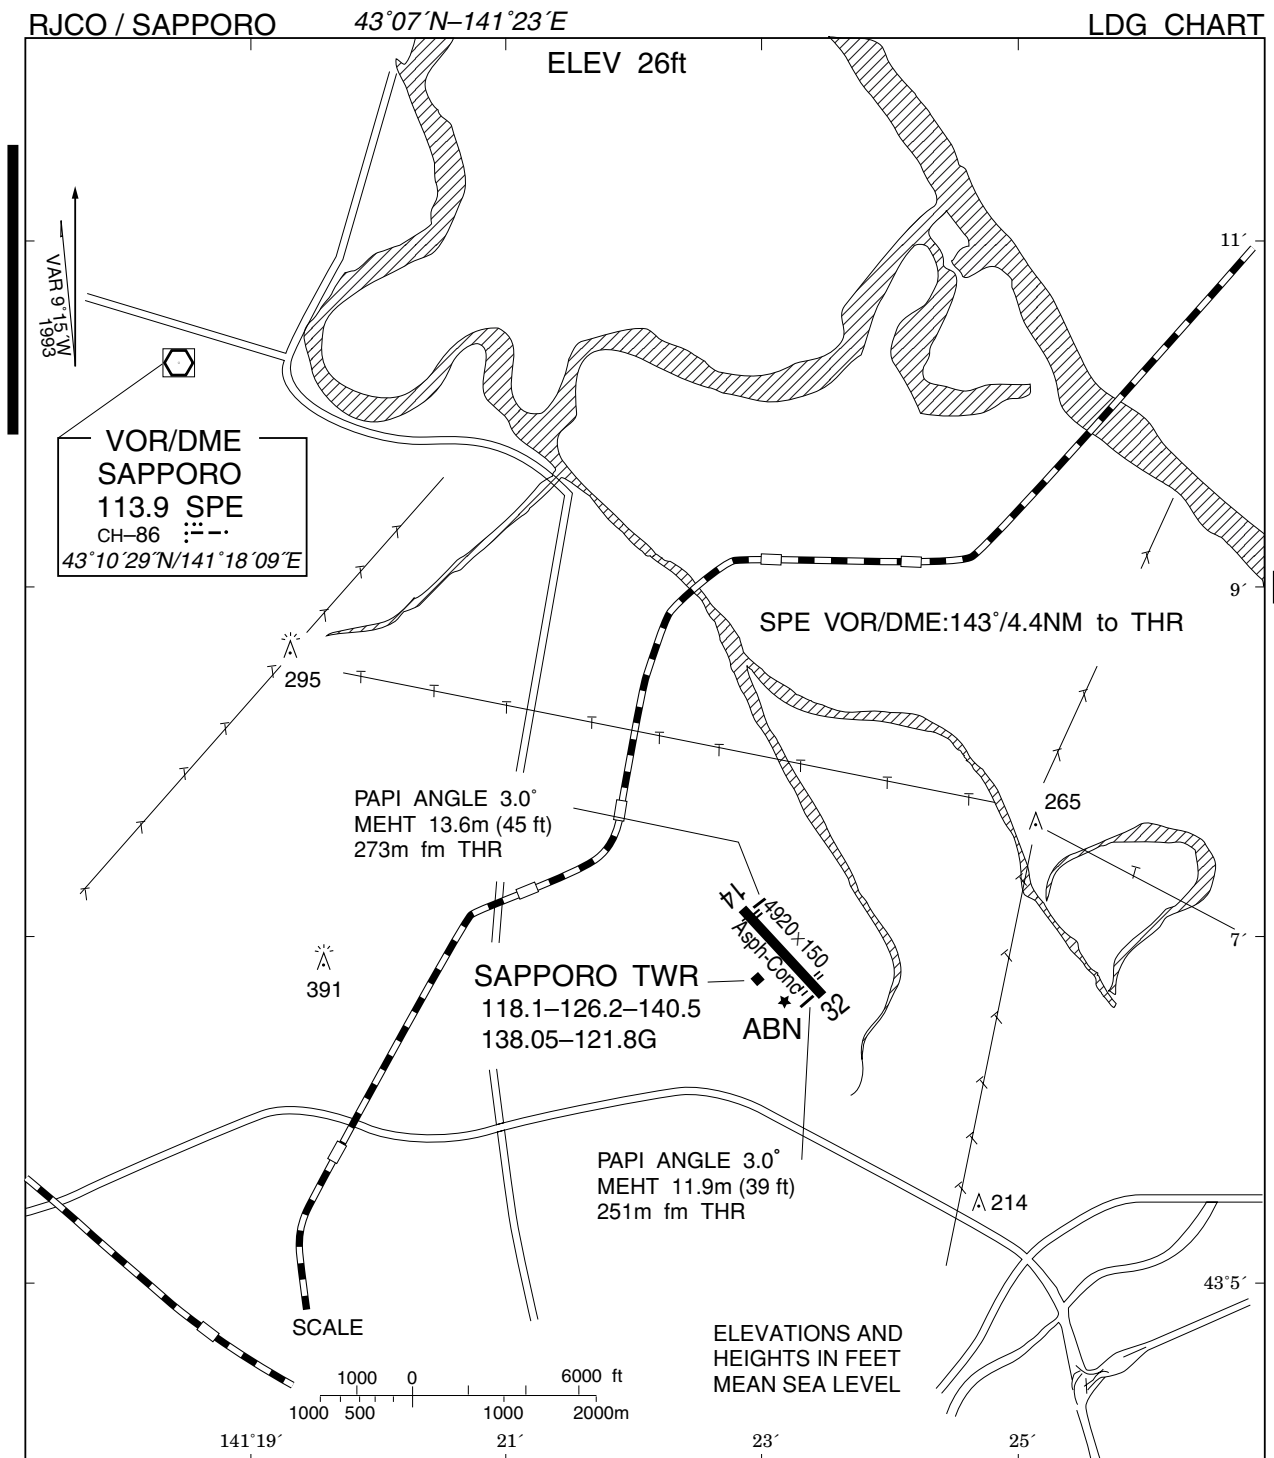 RJCO / SAPPORO
43°07´N–141°23´E
LDG CHART
ELEV 26ft
11´
VAR 9°15´W
1993
VOR/DME
SAPPORO
113.9 SPE
CH–86
43°10´29˝N/141°18´09˝E
9´
SPE VOR/DME:143°/4.4NM to THR
295
PAPI ANGLE 3.0°
MEHT 13.6m (45 ft)
273m fm THR
265
14
4920×150
Asph-Conc
32
7´
391
SAPPORO TWR
118.1–126.2–140.5
138.05–121.8G
ABN
PAPI ANGLE 3.0°
MEHT 11.9m (39 ft)
251m fm THR
214
43°5´
SCALE
ELEVATIONS AND
HEIGHTS IN FEET
MEAN SEA LEVEL
1000 0 6000 ft
1000 500 1000 2000m
141°19´ 21´ 23´ 25´